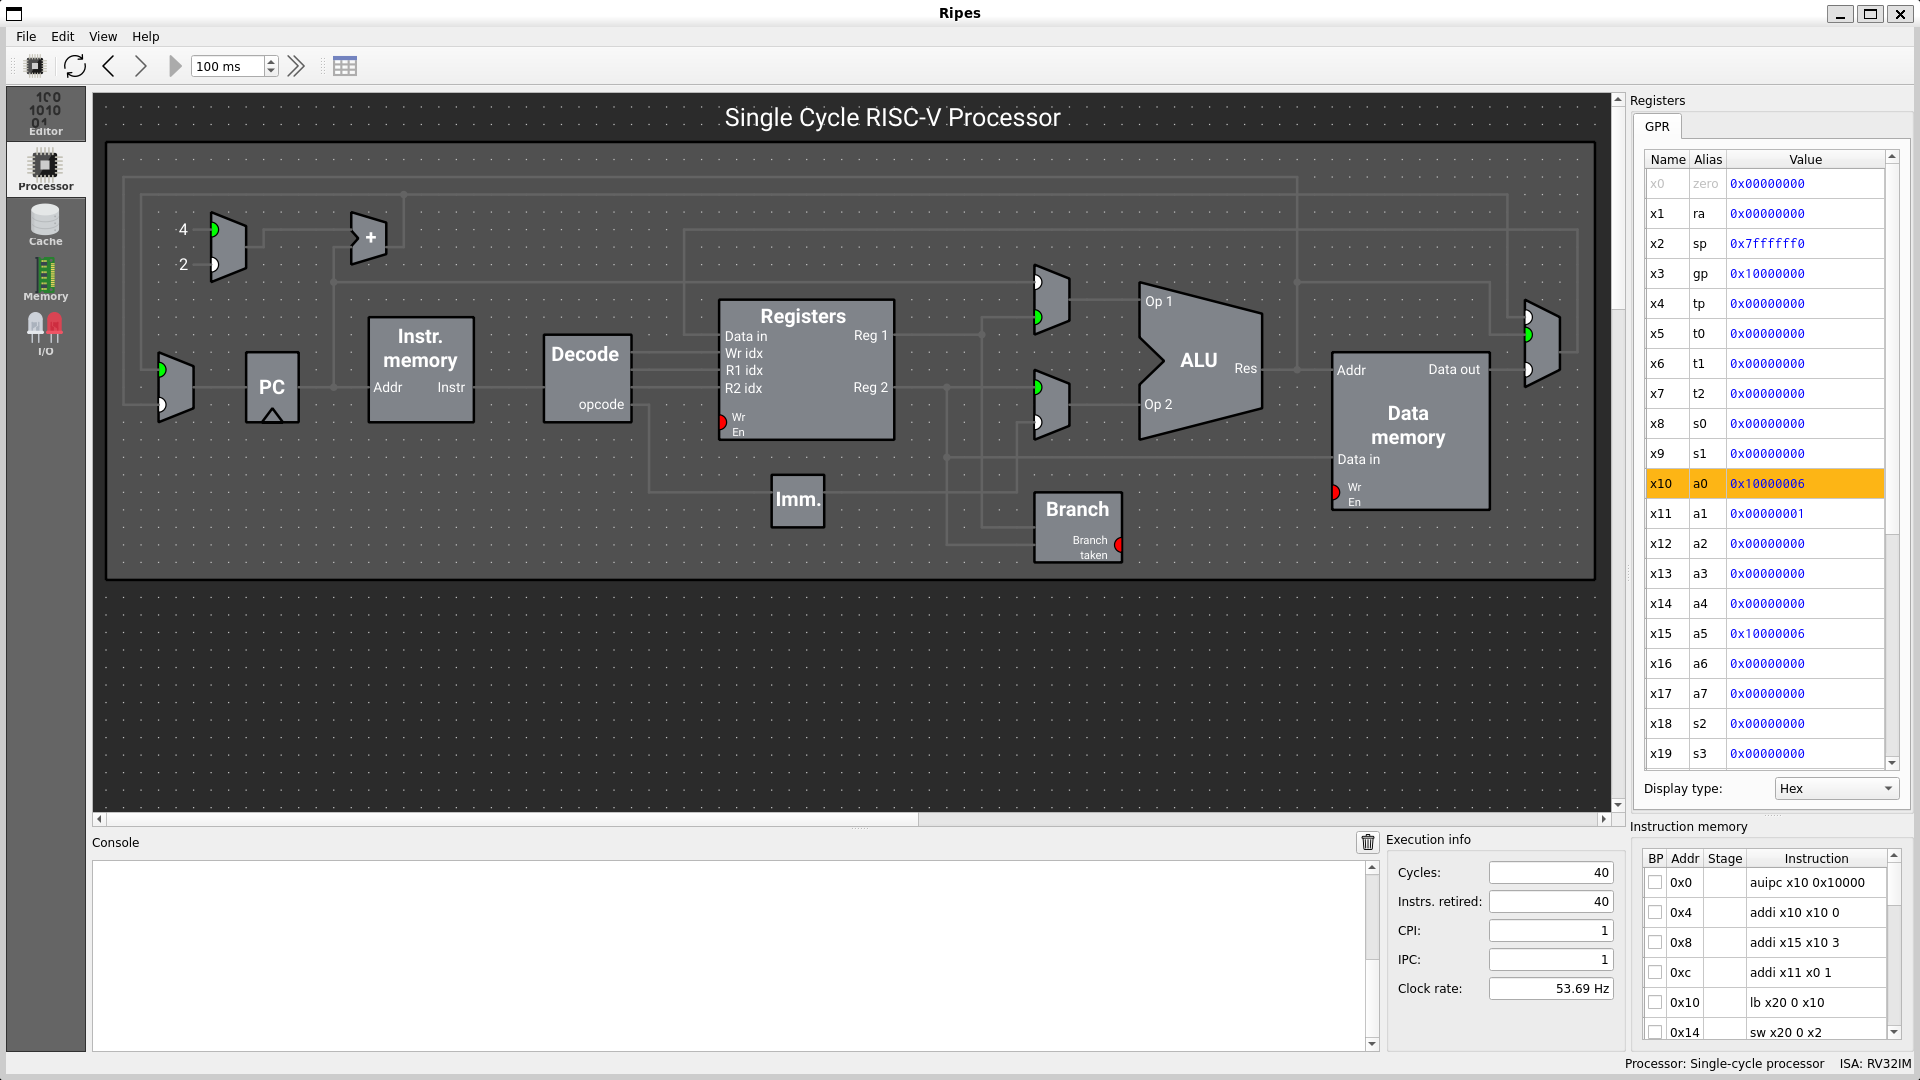 Ripes
File Edit View Help
100 ms
Editor
Processor
Cache
Memory
I/O
Single Cycle RISC-V Processor
4
2
+
PC
Instr. memory
Addr Instr
Decode
opcode
Registers
Data in Reg 1
Wr idx
R1 idx
R2 idx Reg 2
Wr
En
Imm.
Op 1
ALU
Res
Op 2
Branch
Branch
taken
Addr Data out
Data
memory
Data in
Wr
En
Registers
GPR
Name Alias Value
x0 zero 0x00000000
x1 ra 0x00000000
x2 sp 0x7ffffff0
x3 gp 0x10000000
x4 tp 0x00000000
x5 t0 0x00000000
x6 t1 0x00000000
x7 t2 0x00000000
x8 s0 0x00000000
x9 s1 0x00000000
x10 a0 0x10000006
x11 a1 0x00000001
x12 a2 0x00000000
x13 a3 0x00000000
x14 a4 0x00000000
x15 a5 0x10000006
x16 a6 0x00000000
x17 a7 0x00000000
x18 s2 0x00000000
x19 s3 0x00000000
Display type: Hex
Console
Execution info
Cycles: 40
Instrs. retired: 40
CPI: 1
IPC: 1
Clock rate: 53.69 Hz
Instruction memory
BP Addr Stage Instruction
0x0 auipc x10 0x10000
0x4 addi x10 x10 0
0x8 addi x15 x10 3
0xc addi x11 x0 1
0x10 lb x20 0 x10
0x14 sw x20 0 x2
Processor: Single-cycle processor ISA: RV32IM